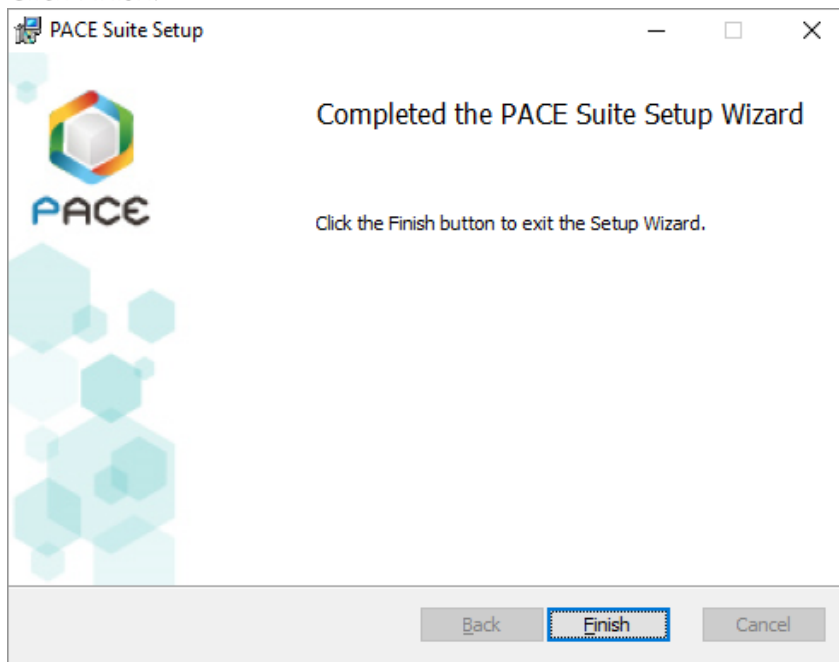 PACE Suite Setup
Completed the PACE Suite Setup Wizard
PACE
Click the Finish button to exit the Setup Wizard.
Back
Finish
Cancel